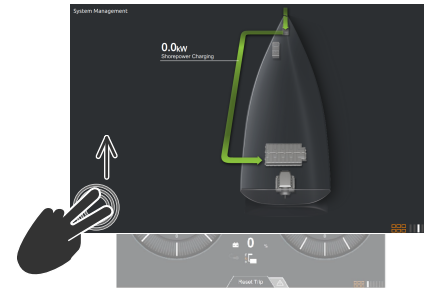 System Management
0.0kW
Shorepower Charging
0 %
Reset Trip